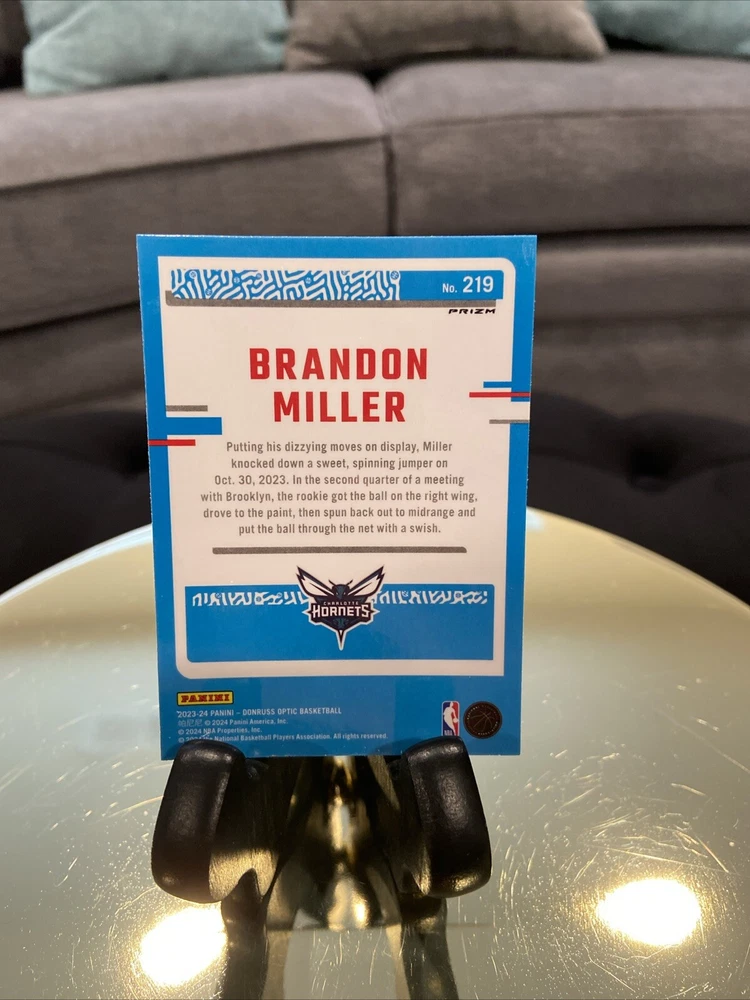 No. 219
PRIZM
BRANDON
MILLER
Putting his dizzying moves on display, Miller
knocked down a sweet, spinning jumper on
Oct. 30, 2023. In the second quarter of a meeting
with Brooklyn, the rookie got the ball on the right wing,
drove to the paint, then spun back out to midrange and
put the ball through the net with a swish.
CHARLOTTE
HORNETS
PANINI
2023-24 PANINI – DONRUSS OPTIC BASKETBALL
© 2024 Panini America, Inc.
© 2024 NBA Properties, Inc.
National Basketball Players Association. All rights reserved.
NBA